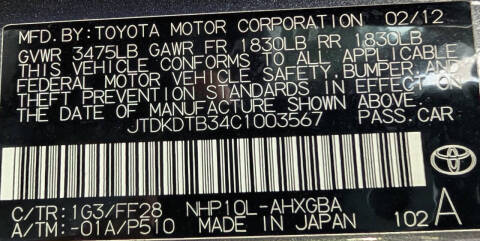 MFD. BY: TOYOTA MOTOR CORPORATION 02/12
GVWR 3475LB GAWR FR 1830LB RR 1830LB
THIS VEHICLE CONFORMS TO ALL APPLICABLE
FEDERAL MOTOR VEHICLE SAFETY, BUMPER, AND
THEFT PREVENTION STANDARDS IN EFFECT ON
THE DATE OF MANUFACTURE SHOWN ABOVE.
JTDKDTB34C1003567 PASS. CAR
C/TR: 1G3/FF28 NHP10L-AHXGBA
A/TM: -01A/P510 MADE IN JAPAN 102 A